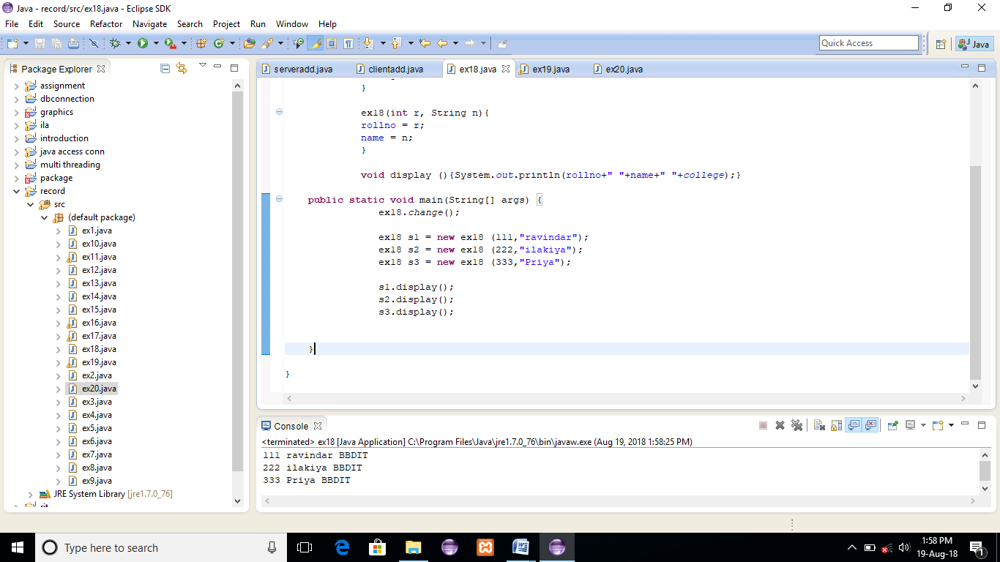 Java - record/src/ex18.java - Eclipse SDK
File Edit Source Refactor Navigate Search Project Run Window Help
Quick Access
Java
Package Explorer
assignment
dbconnection
graphics
ila
introduction
java access conn
multi threading
package
record
src
(default package)
ex1.java
ex10.java
ex11.java
ex12.java
ex13.java
ex14.java
ex15.java
ex16.java
ex17.java
ex18.java
ex19.java
ex2.java
ex20.java
ex3.java
ex4.java
ex5.java
ex6.java
ex7.java
ex8.java
ex9.java
JRE System Library [jre1.7.0_76]
serveradd.java clientadd.java ex18.java ex19.java ex20.java
}
ex18(int r, String n){
rollno = r;
name = n;
}
void display (){System.out.println(rollno+" "+name+" "+college);}
public static void main(String[] args) {
ex18.change();
ex18 s1 = new ex18 (111,"ravindar");
ex18 s2 = new ex18 (222,"ilakiya");
ex18 s3 = new ex18 (333,"Priya");
s1.display();
s2.display();
s3.display();
}
}
Console
<terminated> ex18 [Java Application] C:\Program Files\Java\jre1.7.0_76\bin\javaw.exe (Aug 19, 2018 1:58:25 PM)
111 ravindar BBDIT
222 ilakiya BBDIT
333 Priya BBDIT
Type here to search
1:58 PM
19-Aug-18
1